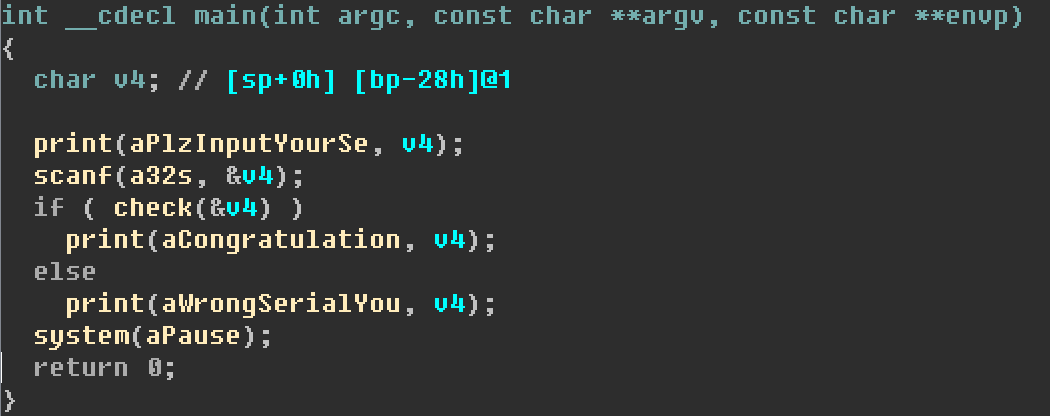 int __cdecl main(int argc, const char **argv, const char **envp)
{
  char v4; // [sp+0h] [bp-28h]@1

  print(aPlzInputYourSe, v4);
  scanf(a32s, &v4);
  if ( check(&v4) )
    print(aCongratulation, v4);
  else
    print(aWrongSerialYou, v4);
  system(aPause);
  return 0;
}